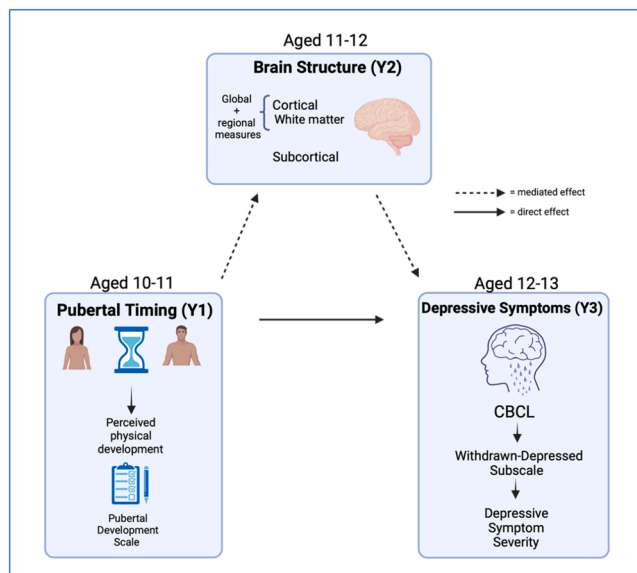 Aged 11-12
Brain Structure (Y2)
Global
+
regional
measures
Cortical
White matter
Subcortical
= mediated effect
= direct effect
Aged 10-11
Pubertal Timing (Y1)
Perceived
physical
development
Pubertal
Development
Scale
Aged 12-13
Depressive Symptoms (Y3)
CBCL
Withdrawn-Depressed
Subscale
Depressive
Symptom
Severity